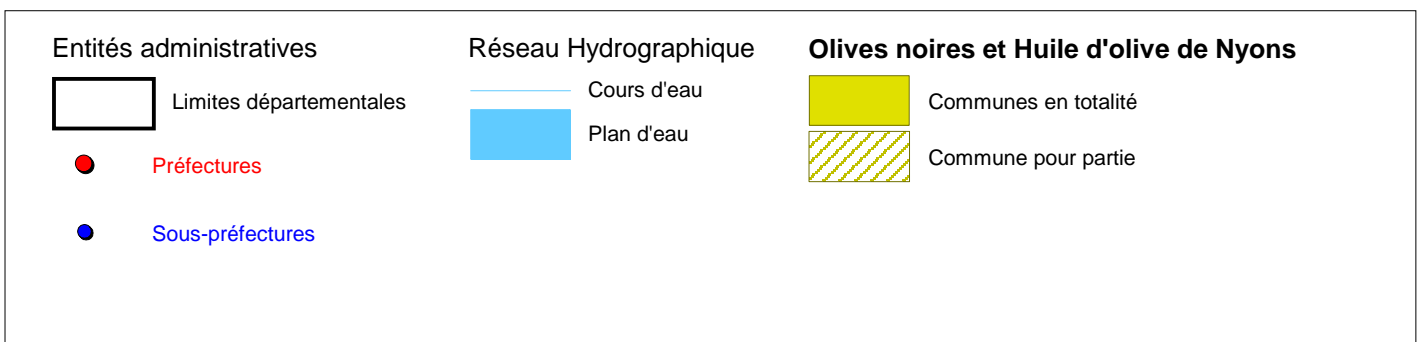 Entités administratives
Limites départementales
Préfectures
Sous-préfectures
Réseau Hydrographique
Cours d'eau
Plan d'eau
Olives noires et Huile d'olive de Nyons
Communes en totalité
Commune pour partie